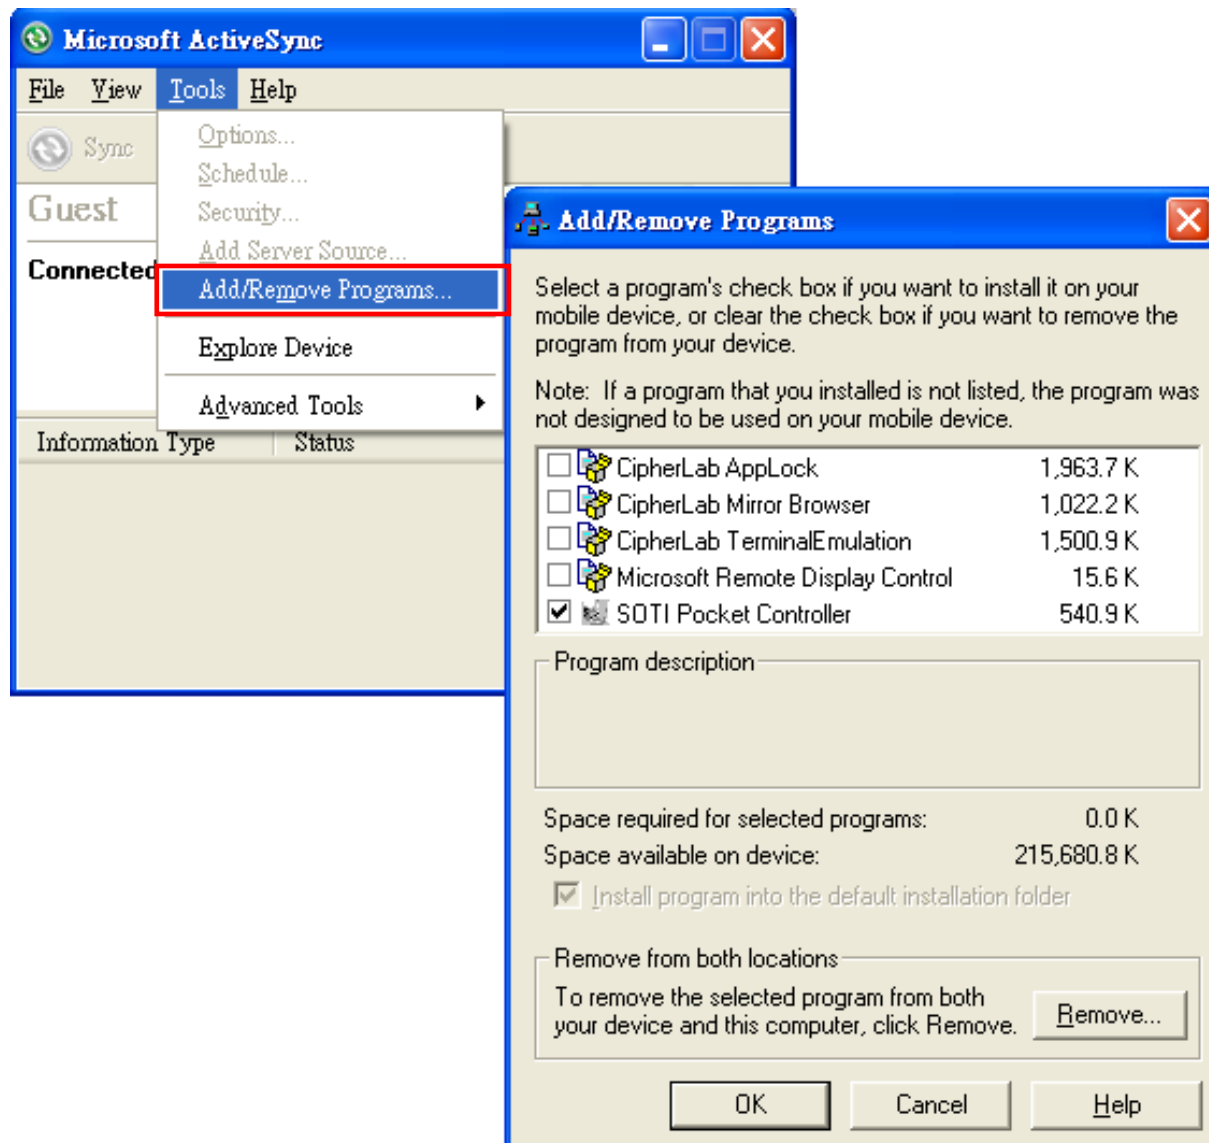 Microsoft ActiveSync
File View Tools Help
Sync
Options...
Schedule...
Security...
Add Server Source...
Add/Remove Programs...
Explore Device
Advanced Tools
Guest
Connected
Information Type Status
Add/Remove Programs
Select a program's check box if you want to install it on your
mobile device, or clear the check box if you want to remove the
program from your device.
Note: If a program that you installed is not listed, the program was
not designed to be used on your mobile device.
CipherLab AppLock 1,963.7 K
CipherLab Mirror Browser 1,022.2 K
CipherLab TerminalEmulation 1,500.9 K
Microsoft Remote Display Control 15.6 K
SOTI Pocket Controller 540.9 K
Program description
Space required for selected programs: 0.0 K
Space available on device: 215,680.8 K
Install program into the default installation folder
Remove from both locations
To remove the selected program from both
your device and this computer, click Remove.
Remove...
OK Cancel Help